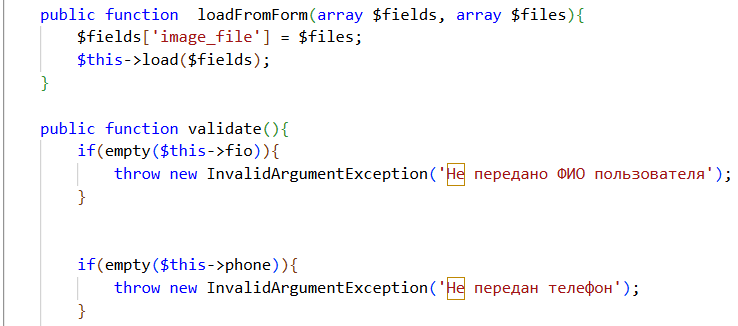 public function  loadFromForm(array $fields, array $files){
$fields['image_file'] = $files;
$this->load($fields);
}
public function validate(){
if(empty($this->fio)){
throw new InvalidArgumentException('Не передано ФИО пользователя');
}
if(empty($this->phone)){
throw new InvalidArgumentException('Не передан телефон');
}